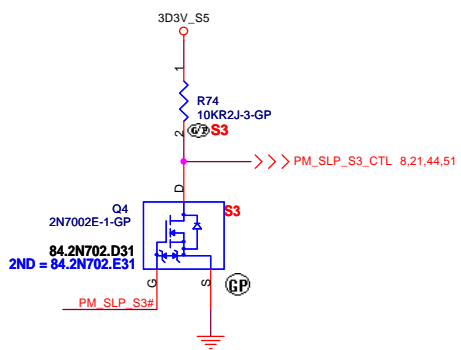 3D3V_S5
1
R74
10KR2J-3-GP
2 G/P S3
PM_SLP_S3_CTL 8,21,44,51
D
Q4
S3
2N7002E-1-GP
84.2N702.D31
2ND = 84.2N702.E31
G
S
GP
PM_SLP_S3#